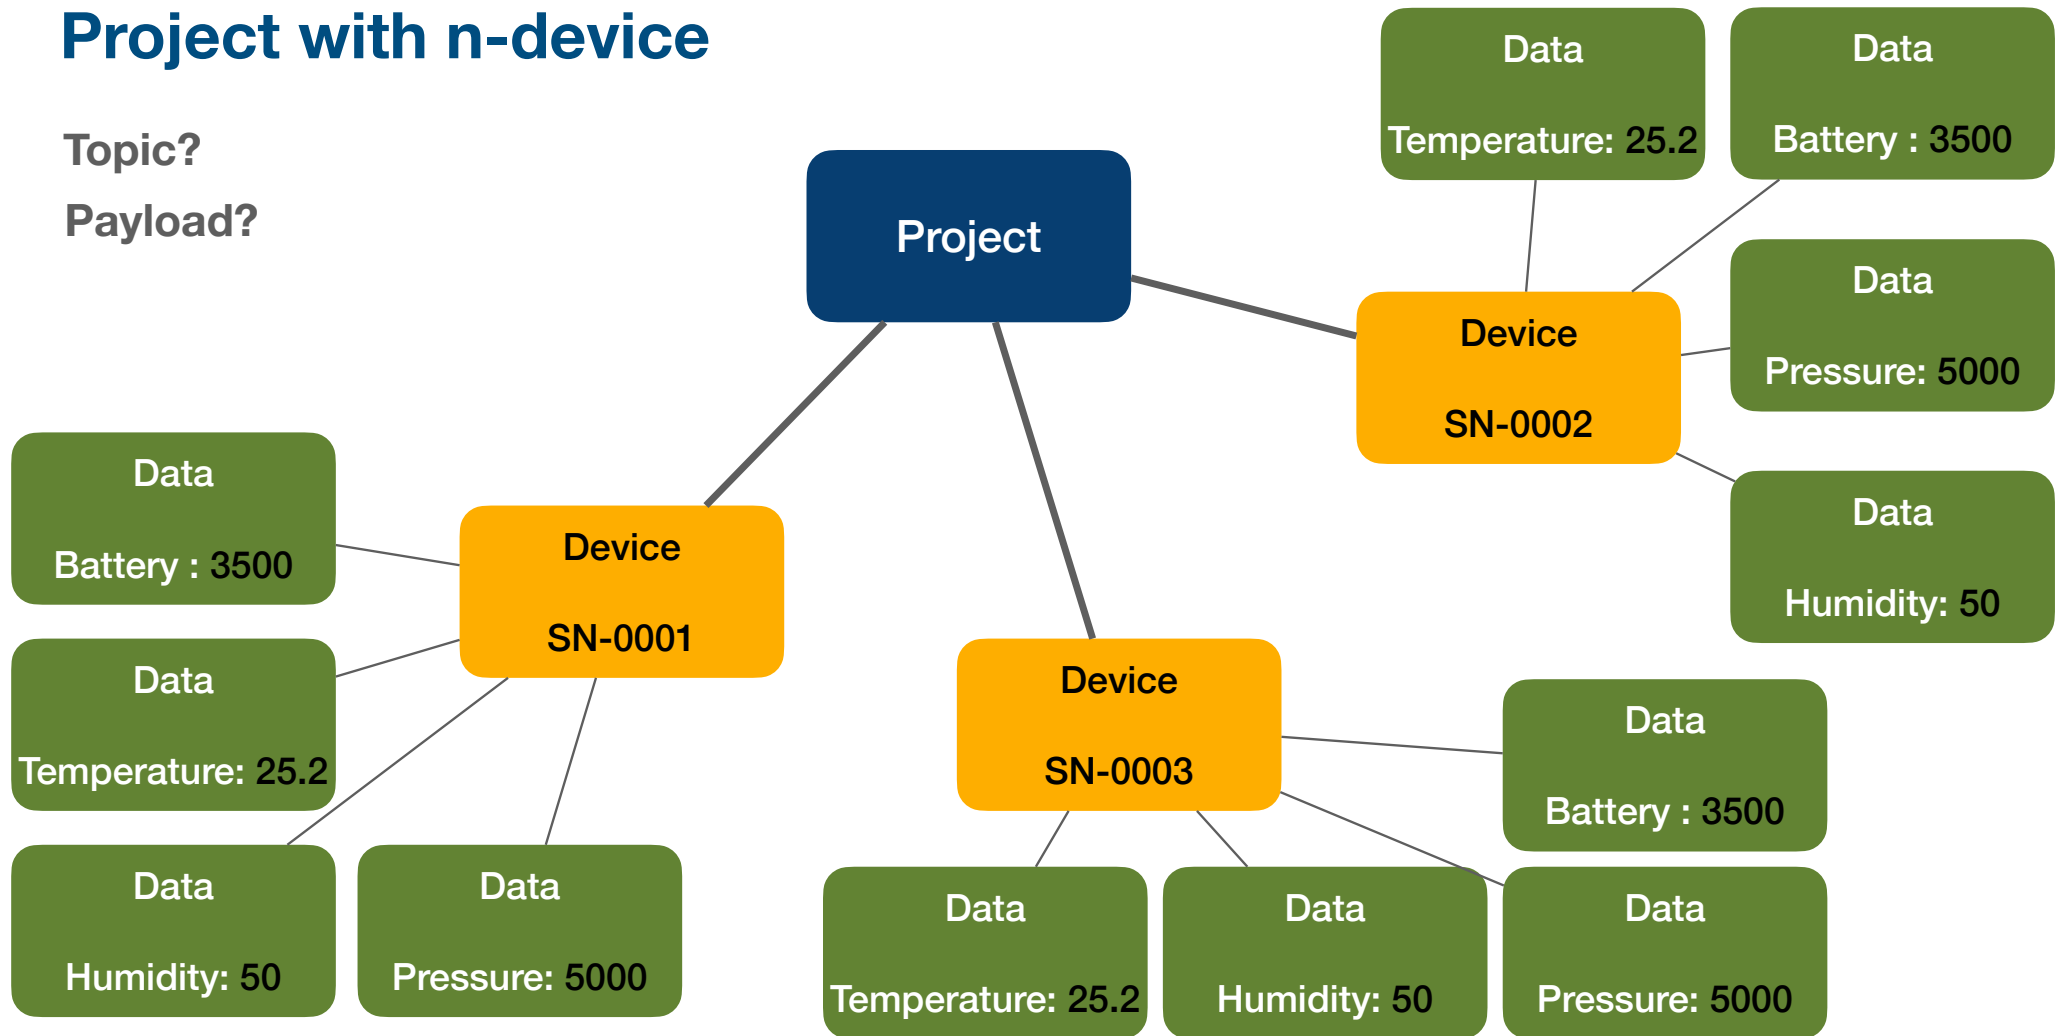 Project with n-device
Topic?
Payload?
Project
Data
Temperature: 25.2
Data
Battery : 3500
Data
Pressure: 5000
Device
SN-0002
Data
Humidity: 50
Data
Battery : 3500
Device
SN-0001
Data
Temperature: 25.2
Data
Humidity: 50
Data
Pressure: 5000
Device
SN-0003
Data
Battery : 3500
Data
Temperature: 25.2
Data
Humidity: 50
Data
Pressure: 5000